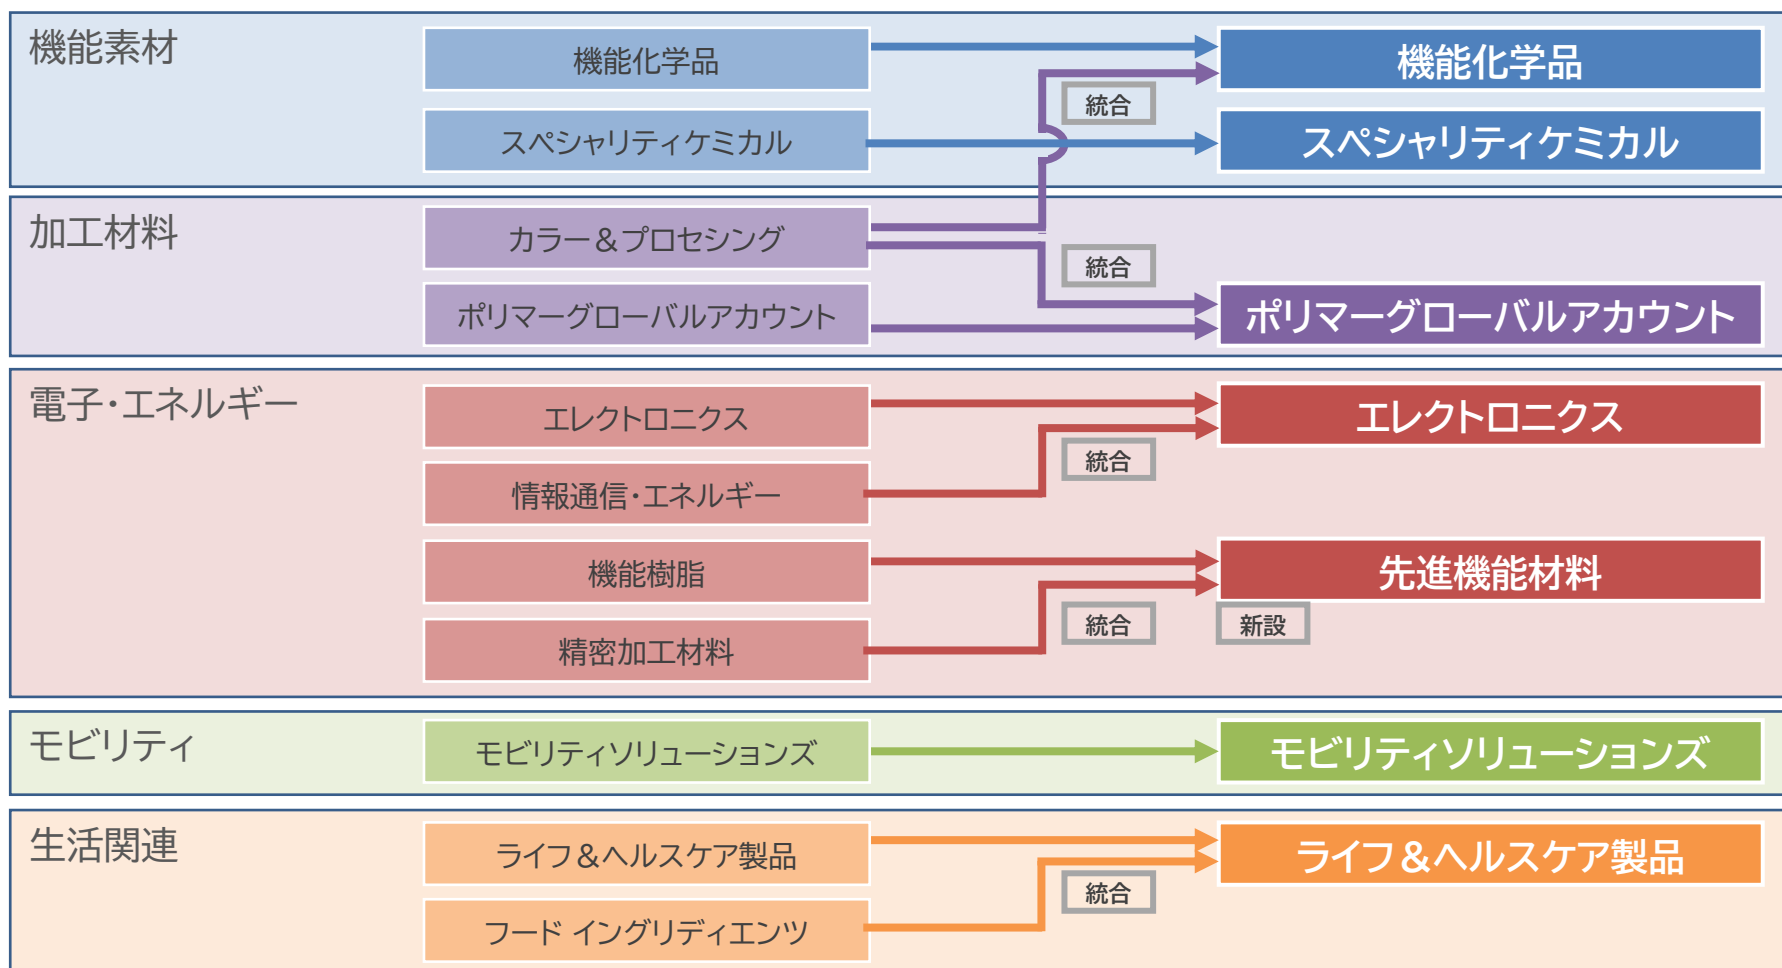 機能素材
機能化学品
機能化学品
統合
スペシャリティケミカル
スペシャリティケミカル
加工材料
カラー＆プロセシング
統合
ポリマーグローバルアカウント
ポリマーグローバルアカウント
電子・エネルギー
エレクトロニクス
エレクトロニクス
統合
情報通信・エネルギー
機能樹脂
先進機能材料
統合
新設
精密加工材料
モビリティ
モビリティソリューションズ
モビリティソリューションズ
生活関連
ライフ＆ヘルスケア製品
ライフ＆ヘルスケア製品
統合
フード イングリディエンツ